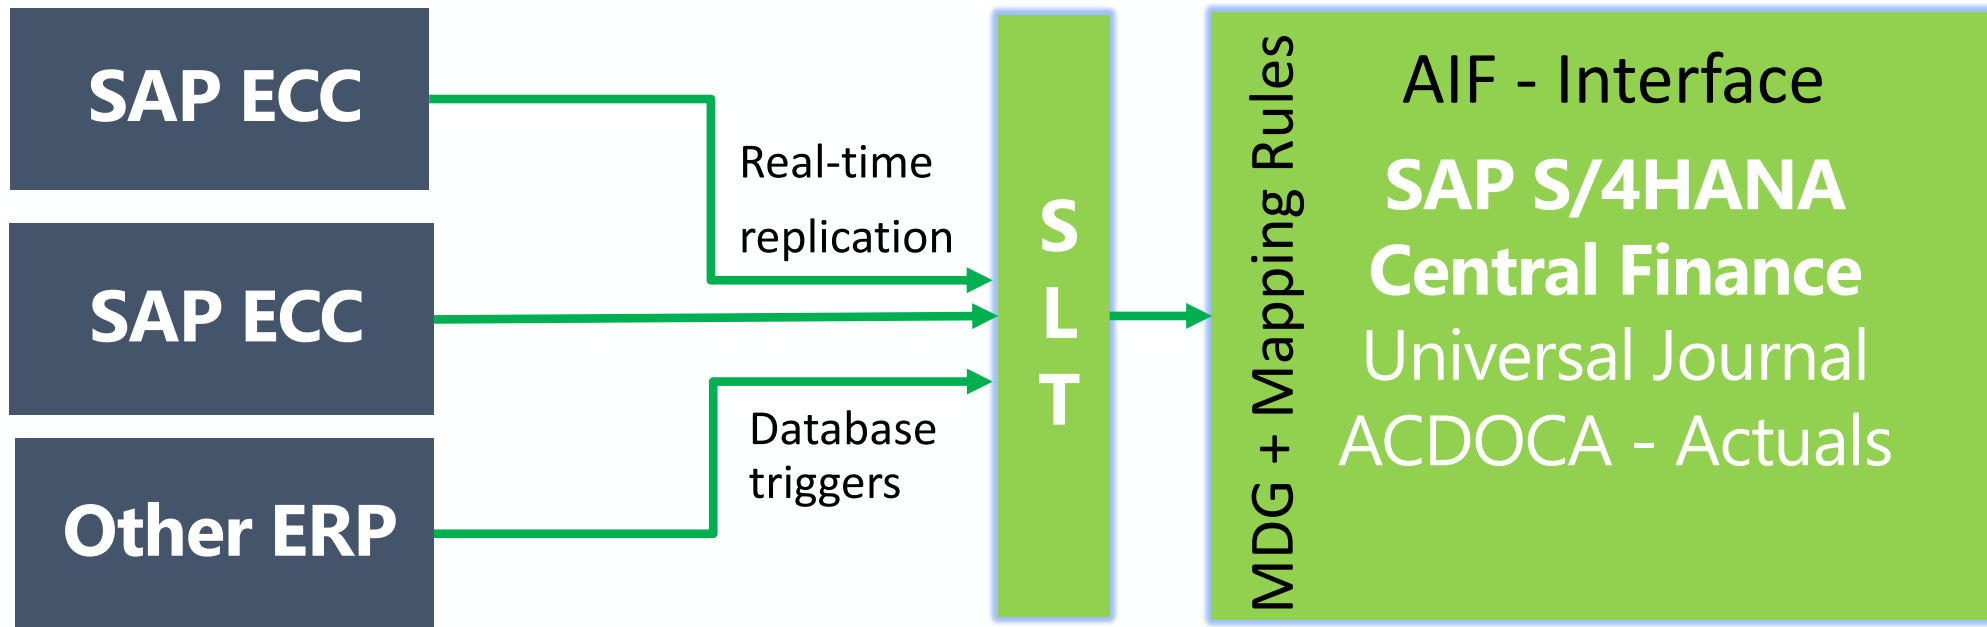 SAP ECC
SAP ECC
Other ERP
Real-time
replication
Database
triggers
S
L
T
MDG + Mapping Rules
AIF - Interface
SAP S/4HANA
Central Finance
Universal Journal
ACDOCA - Actuals